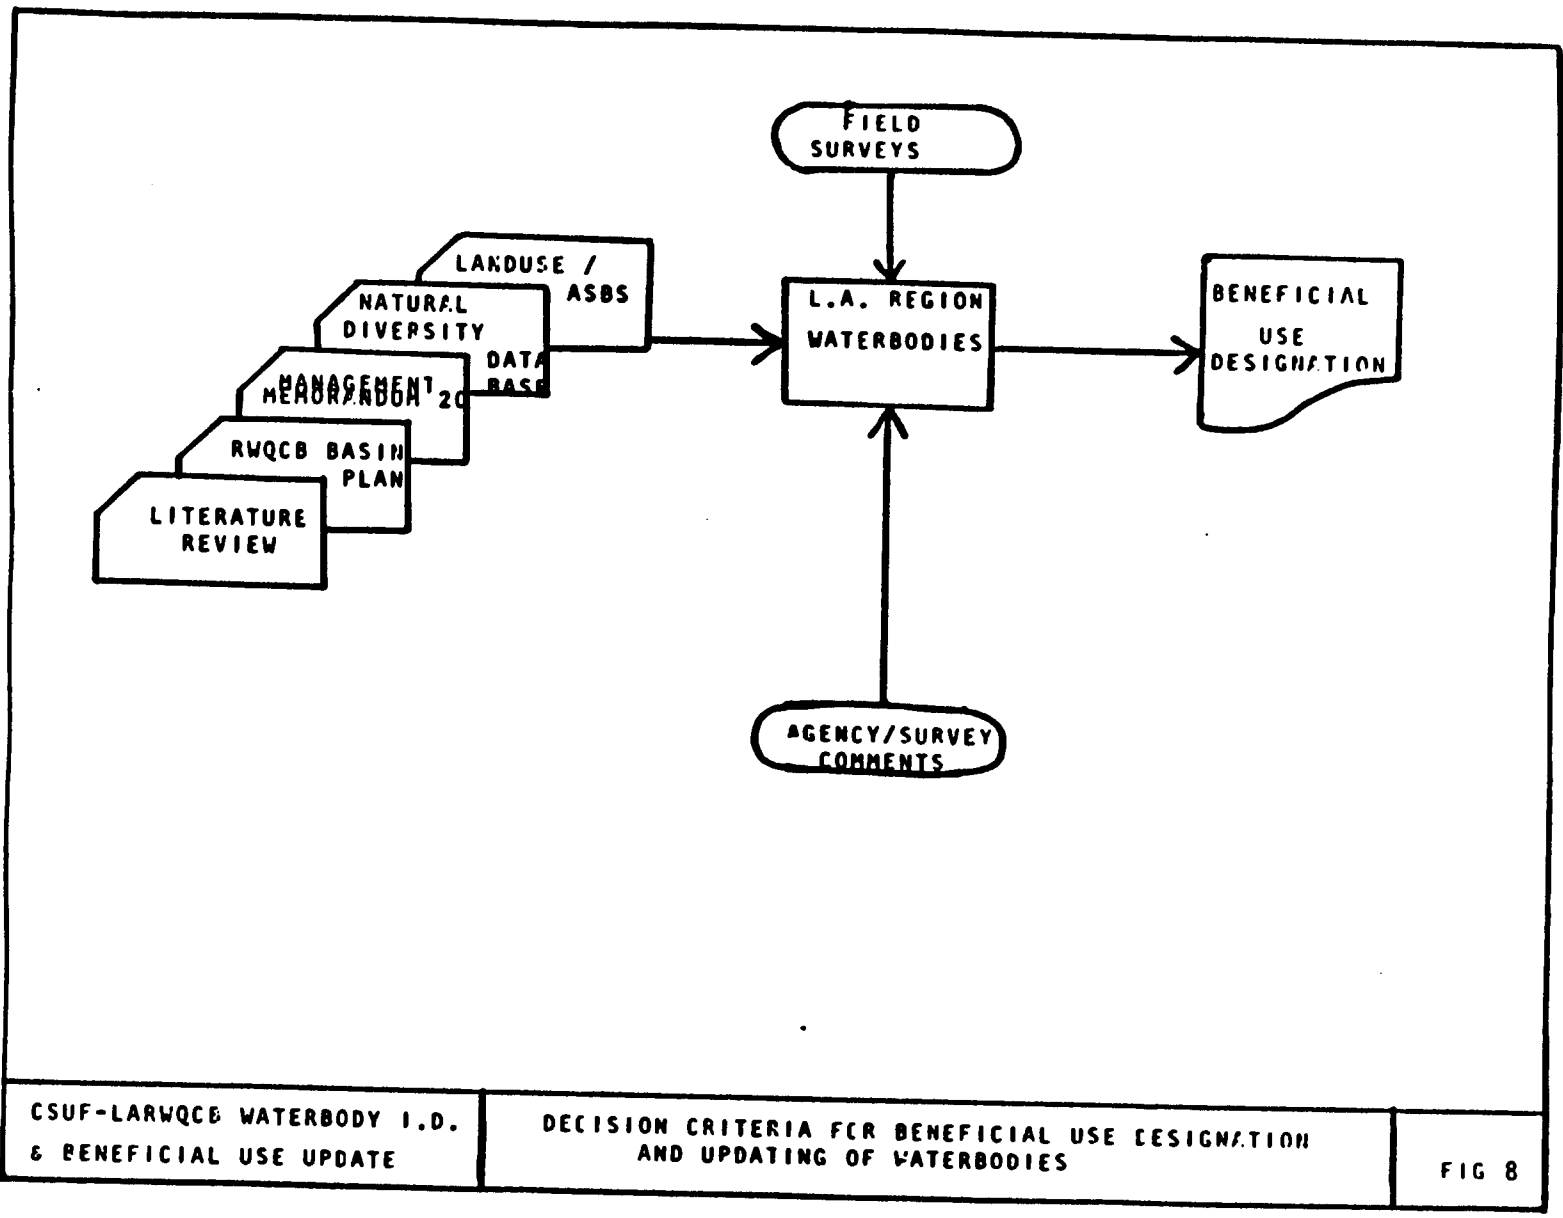 FIELD
SURVEYS
LANDUSE /
ASBS
NATURAL
DIVERSITY
DATA
BASE
MANAGEMENT
MEMORANDUM 20
RWQCB BASIN
PLAN
LITERATURE
REVIEW
L.A. REGION
WATERBODIES
BENEFICIAL
USE
DESIGNATION
AGENCY/SURVEY
COMMENTS
CSUF-LARWQCB WATERBODY I.D.
& BENEFICIAL USE UPDATE
DECISION CRITERIA FOR BENEFICIAL USE DESIGNATION
AND UPDATING OF WATERBODIES
FIG 8